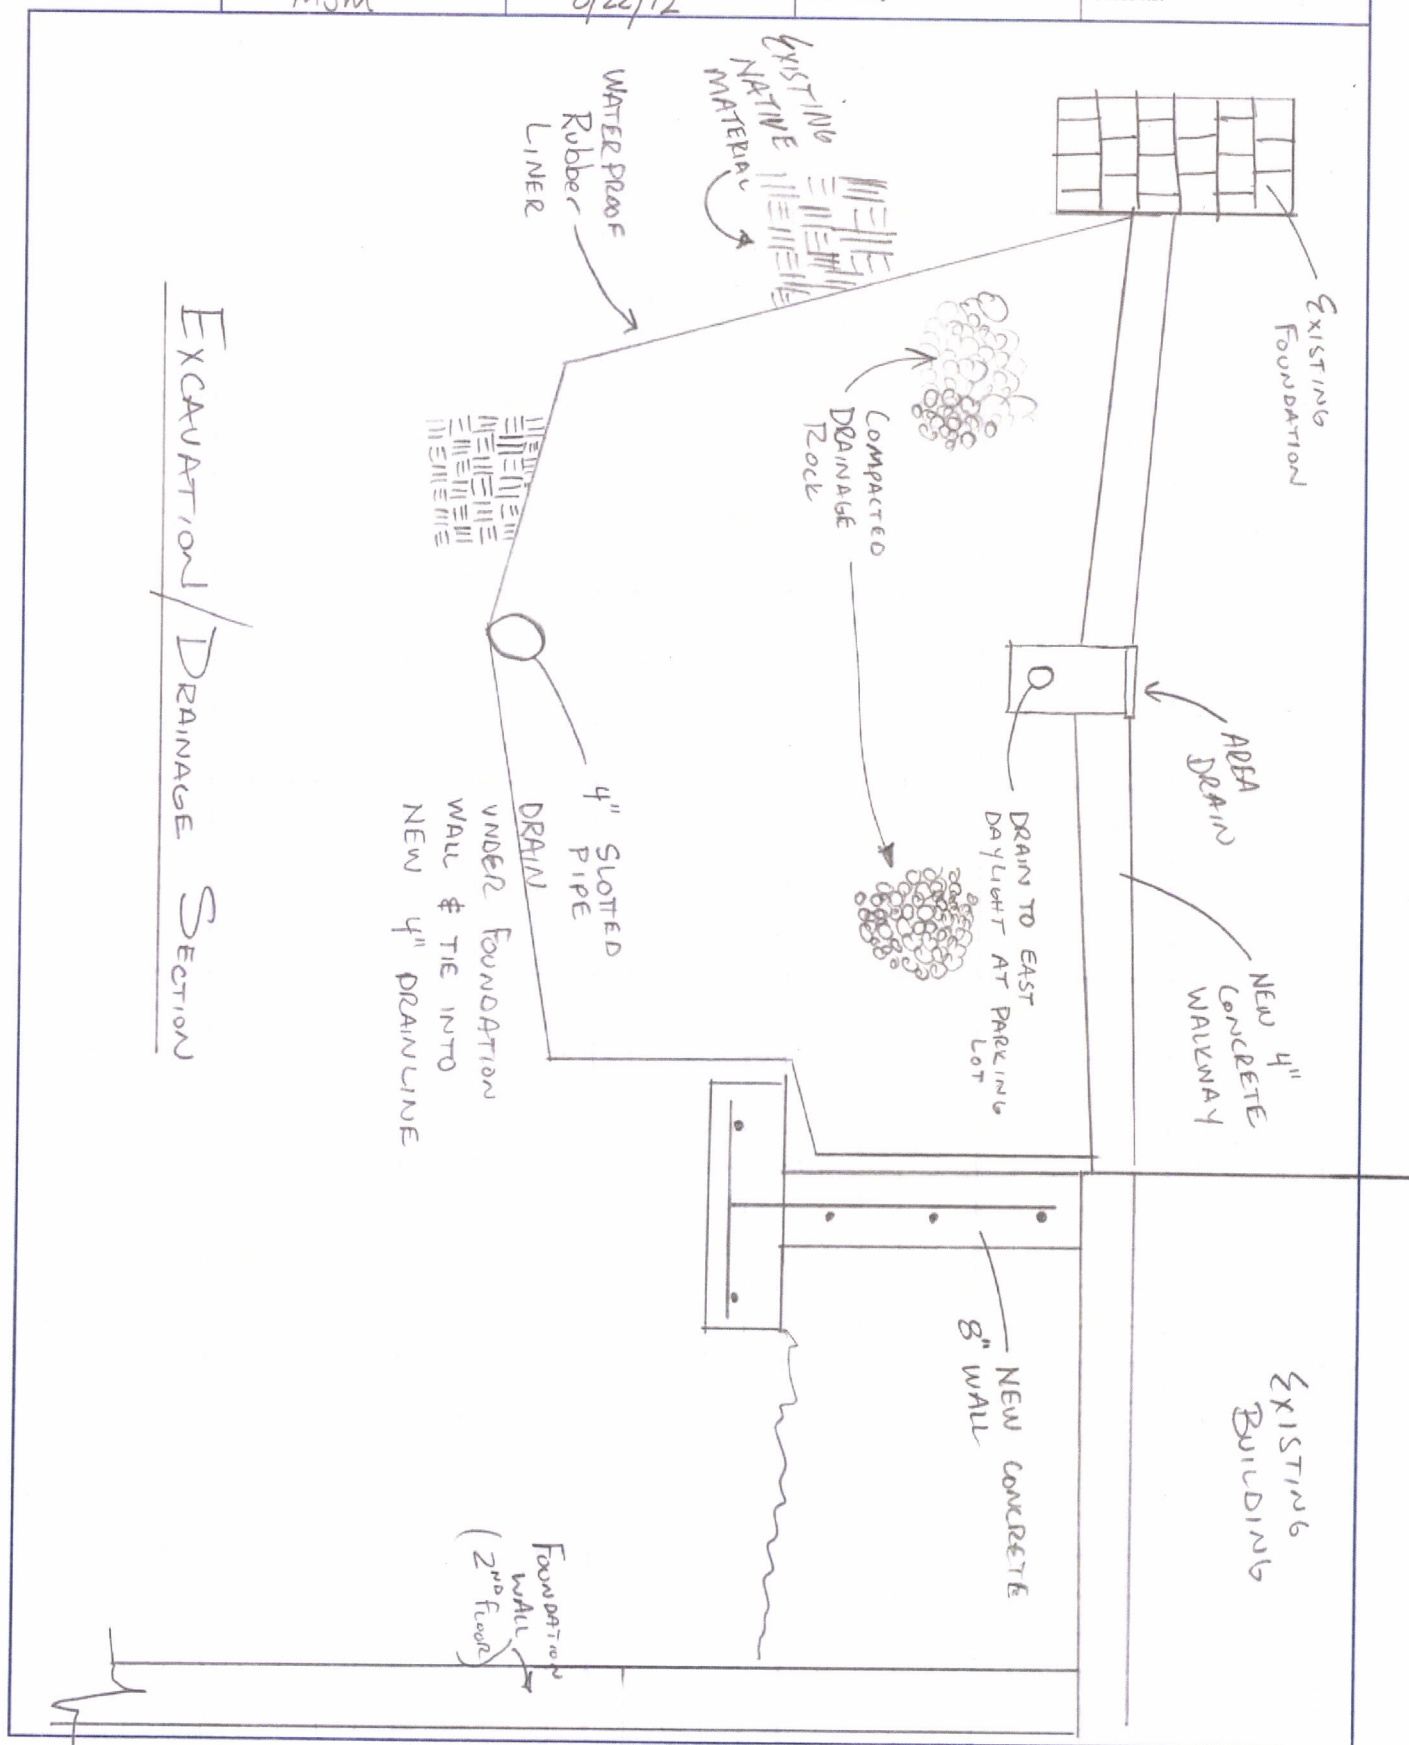 MJM
EXISTING
FOUNDATION
AREA
DRAIN
NEW 4"
CONCRETE
WALKWAY
EXISTING
BUILDING
EXISTING
NATIVE
MATERIAL
COMPACTED
DRAINAGE
ROCK
DRAIN TO EAST
DAYLIGHT AT PARKING
LOT
NEW CONCRETE
8" WALL
WATERPROOF
Rubber
LINER
4" SLOTTED
PIPE
DRAIN
UNDER FOUNDATION
WALL & TIE INTO
NEW 4" DRAINLINE
FOUNDATION
WALL
(2ND FLOOR)
EXCAVATION/DRAINAGE SECTION